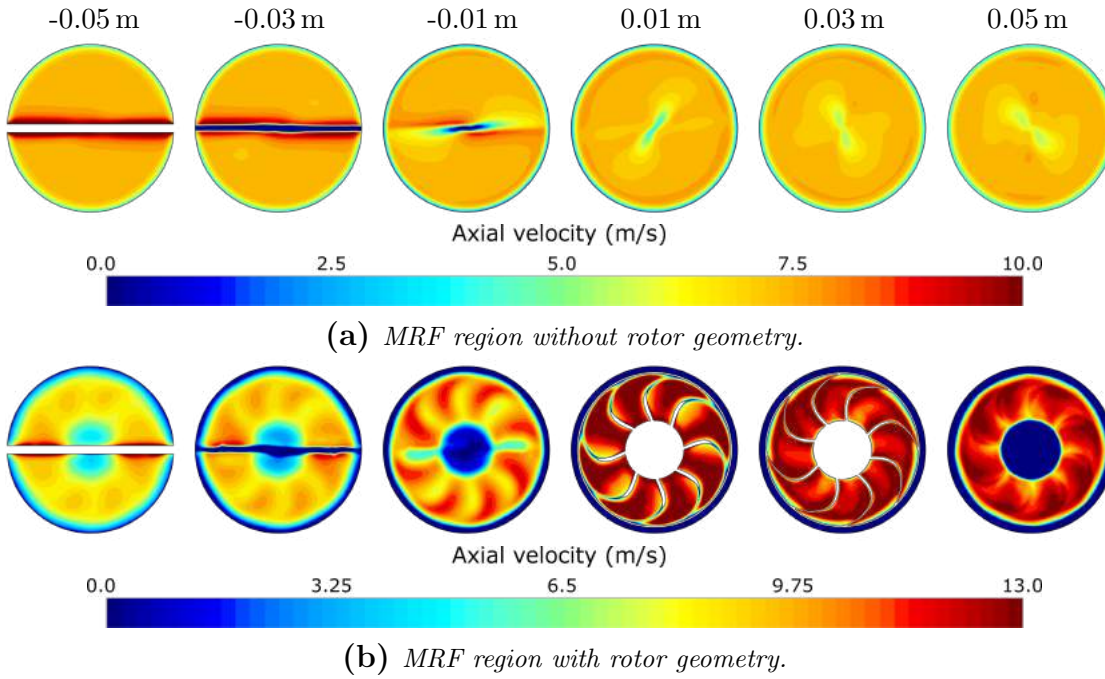 -0.05 m -0.03 m -0.01 m 0.01 m 0.03 m 0.05 m
Axial velocity (m/s)
0.0 2.5 5.0 7.5 10.0
(a) MRF region without rotor geometry.
Axial velocity (m/s)
0.0 3.25 6.5 9.75 13.0
(b) MRF region with rotor geometry.